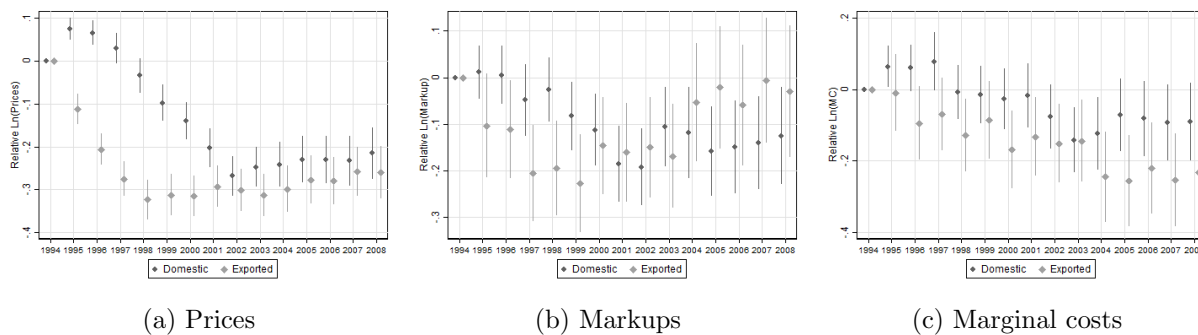 .1
0
-.1
-.2
-.3
-.4
Relative Ln(Prices)
1994 1995 1996 1997 1998 1999 2000 2001 2002 2003 2004 2005 2006 2007 2008
Domestic Exported
(a) Prices
.1
0
-.1
-.2
-.3
Relative Ln(Markup)
1994 1995 1996 1997 1998 1999 2000 2001 2002 2003 2004 2005 2006 2007 2008
Domestic Exported
(b) Markups
.2
0
-.2
-.4
Relative Ln(MC)
1994 1995 1996 1997 1998 1999 2000 2001 2002 2003 2004 2005 2006 2007 200
Domestic Exported
(c) Marginal costs